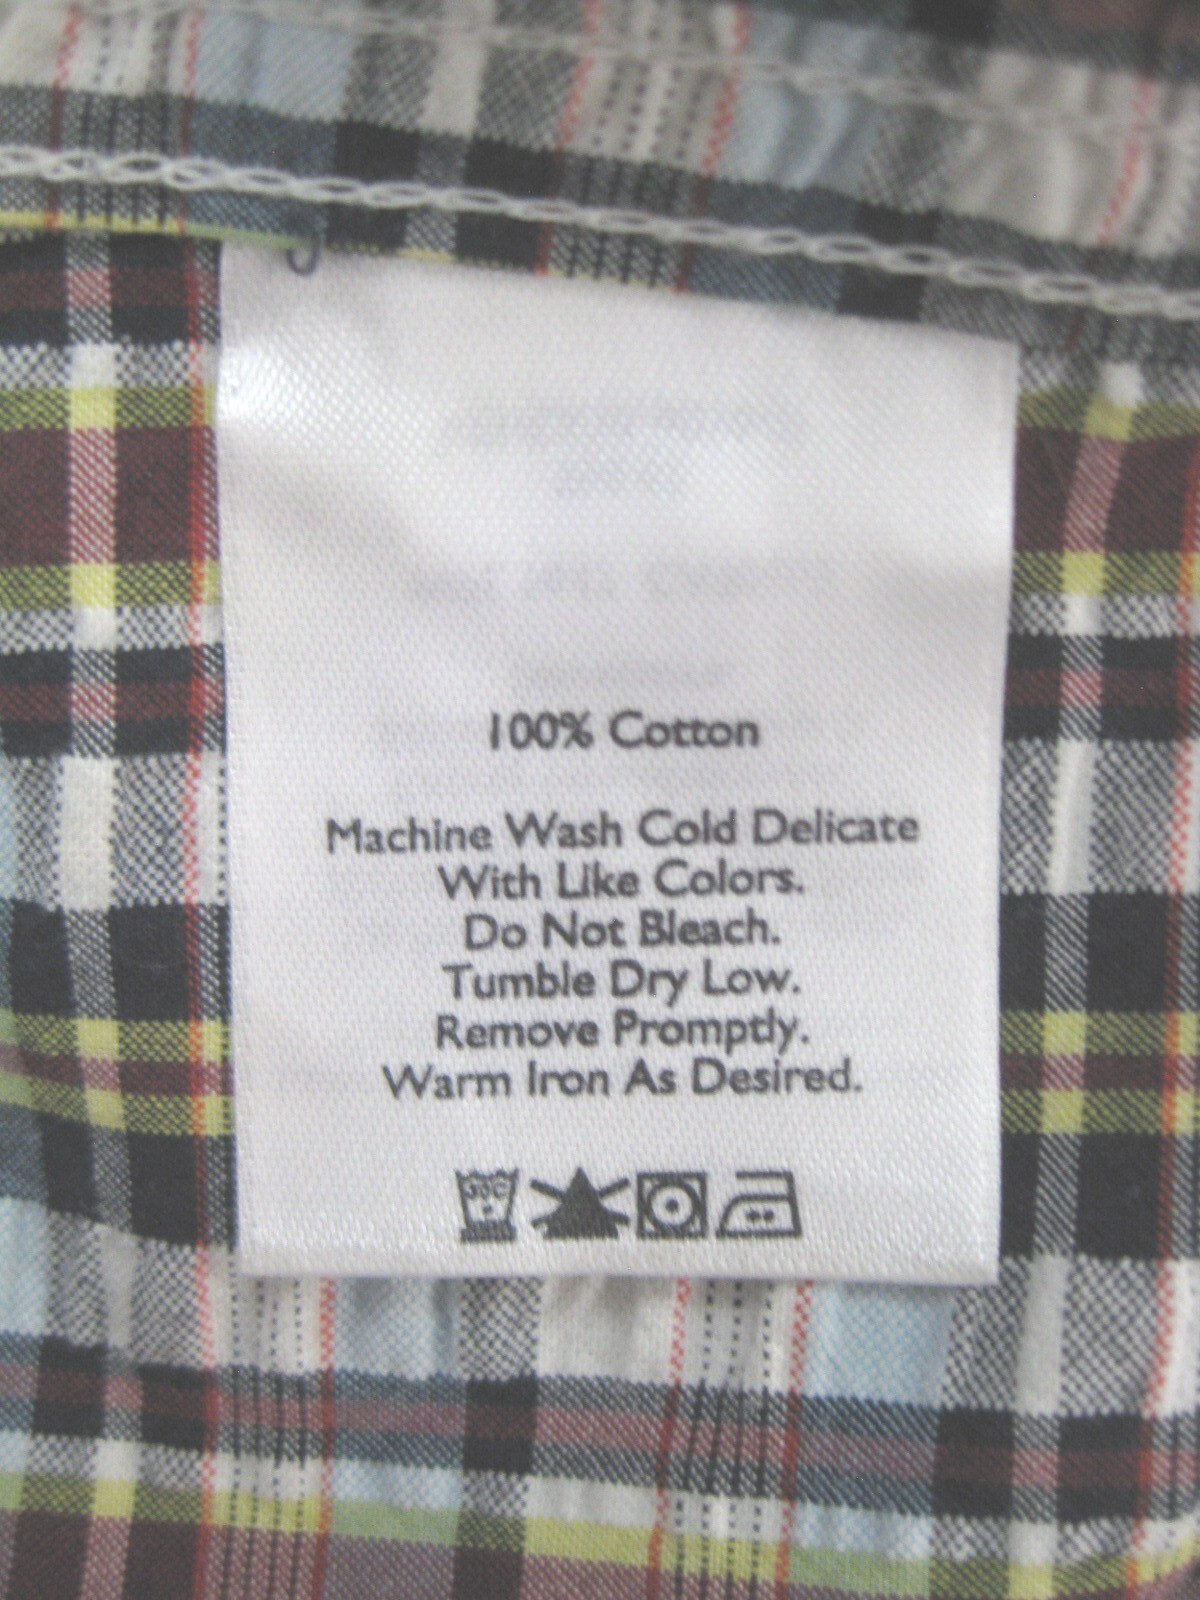 100% Cotton
Machine Wash Cold Delicate
With Like Colors.
Do Not Bleach.
Tumble Dry Low.
Remove Promptly.
Warm Iron As Desired.
30C